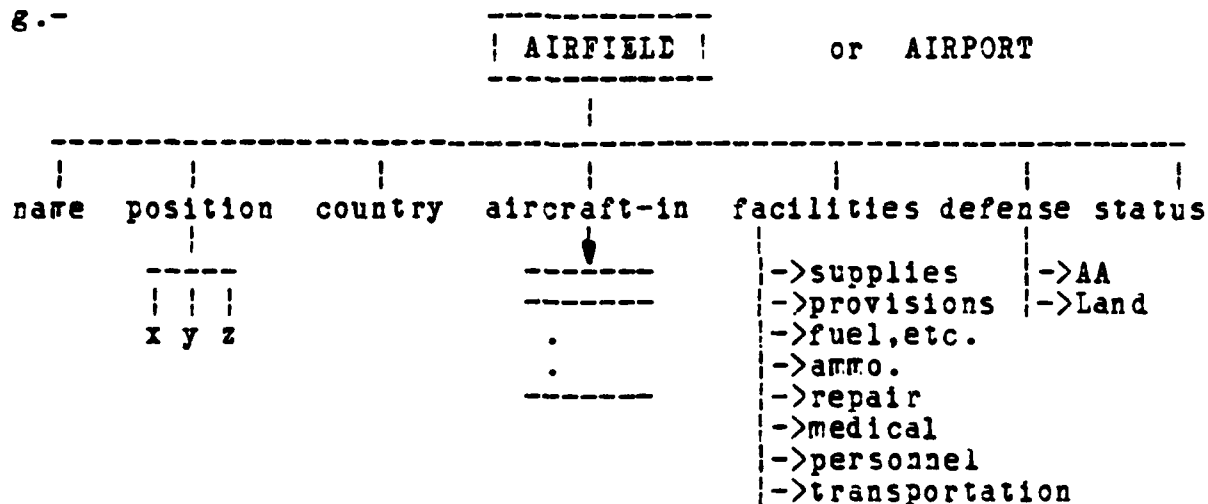 g.-
| AIRFIELD | or AIRPORT
name position country aircraft-in facilities defense status
->supplies ->AA
->provisions ->Land
x y z ->fuel,etc.
. ->ammo.
. ->repair
->medical
->personnel
->transportation